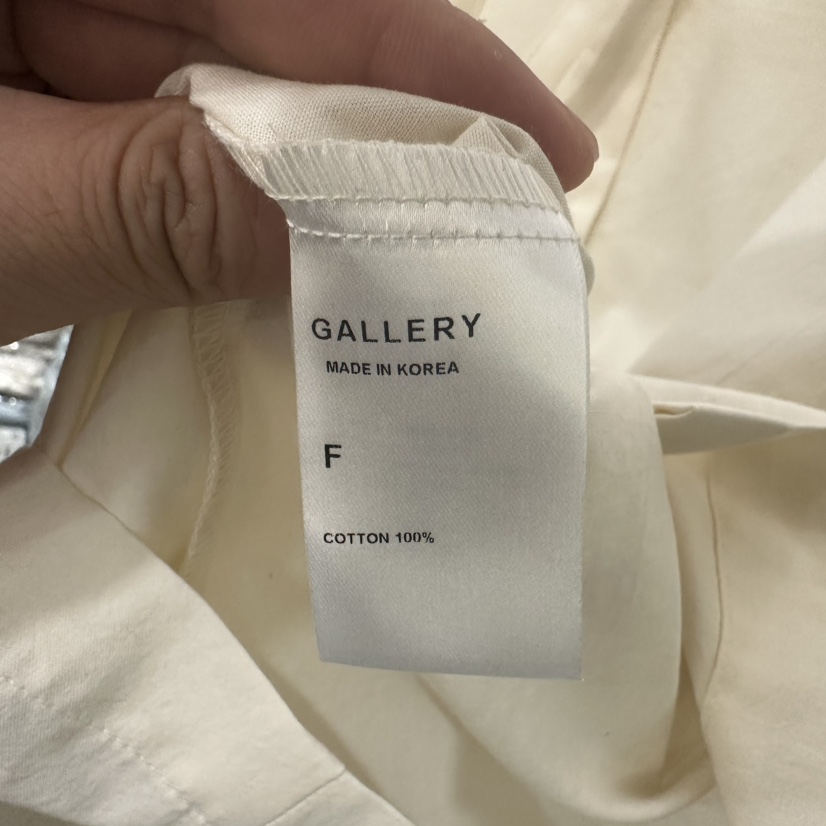 GALLERY
MADE IN KOREA
F
COTTON 100%